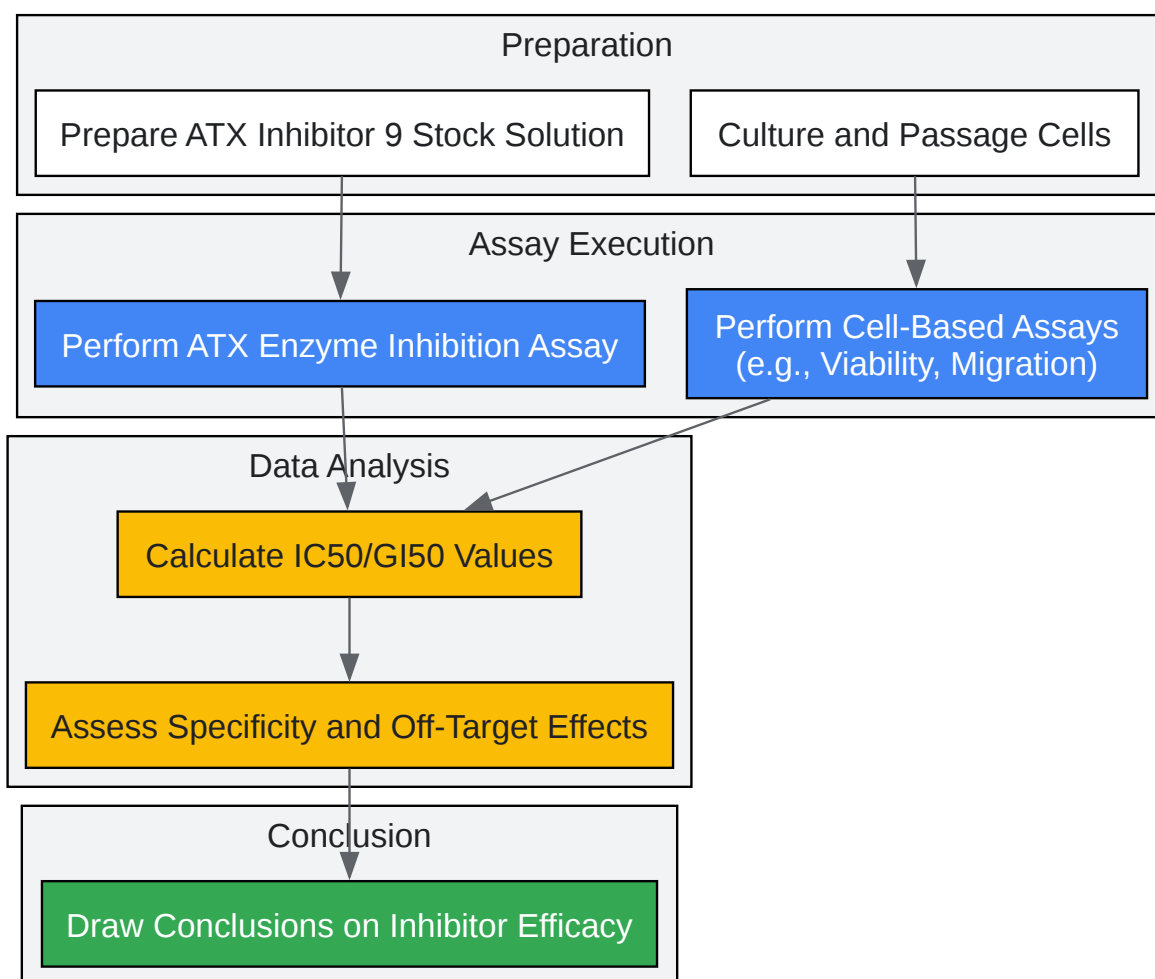 Preparation
Prepare ATX Inhibitor 9 Stock Solution
Culture and Passage Cells
Assay Execution
Perform ATX Enzyme Inhibition Assay
Perform Cell-Based Assays
(e.g., Viability, Migration)
Data Analysis
Calculate IC50/GI50 Values
Assess Specificity and Off-Target Effects
Conclusion
Draw Conclusions on Inhibitor Efficacy